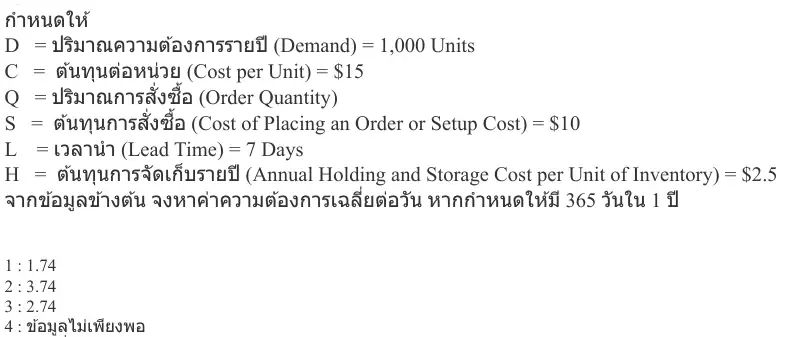 กำหนดให้
D = ปริมาณความต้องการรายปี (Demand) = 1,000 Units
C = ต้นทุนต่อหน่วย (Cost per Unit) = $15
Q = ปริมาณการสั่งซื้อ (Order Quantity)
S = ต้นทุนการสั่งซื้อ (Cost of Placing an Order or Setup Cost) = $10
L = เวลานำ (Lead Time) = 7 Days
H = ต้นทุนการจัดเก็บรายปี (Annual Holding and Storage Cost per Unit of Inventory) = $2.5
จากข้อมูลข้างต้น จงหาค่าความต้องการเฉลี่ยต่อวัน หากกำหนดให้มี 365 วันใน 1 ปี
1 : 1.74
2 : 3.74
3 : 2.74
4 : ข้อมูลไม่เพียงพอ